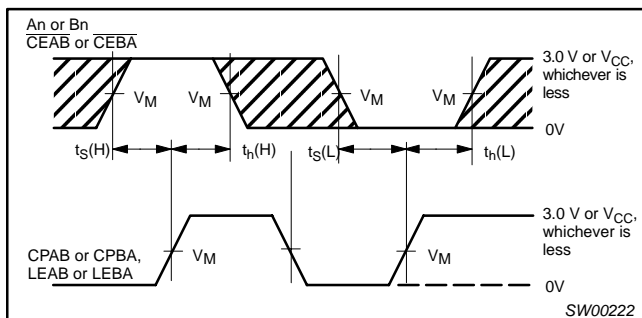 An or Bn
CEAB or CEBA
3.0 V or VCC,
whichever is
less
VM VM VM VM
0V
tS(H) th(H) tS(L) th(L)
3.0 V or VCC,
whichever is
less
CPAB or CPBA,
LEAB or LEBA
VM VM
0V
SW00222